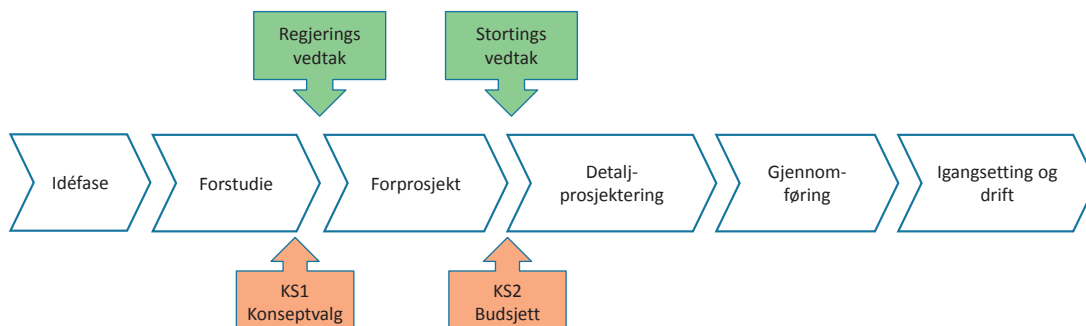 Regjerings
vedtak
Stortings
vedtak
Idéfase
Forstudie
Forprosjekt
Detalj-
prosjektering
Gjennom-
føring
Igangsetting og
drift
KS1
Konseptvalg
KS2
Budsjett